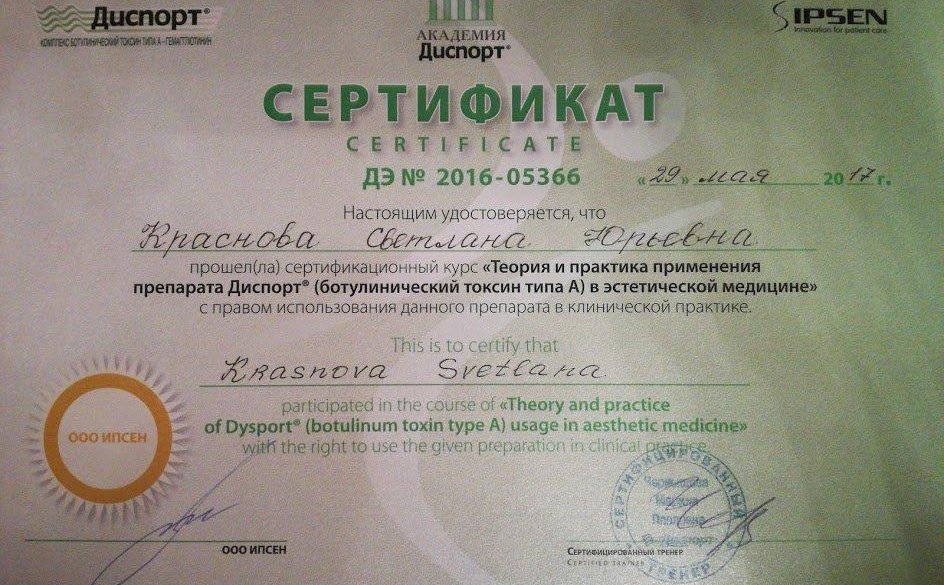 Диспорт®
КОМПЛЕКС БОТУЛИНИЧЕСКИЙ ТОКСИН ТИПА А–ГЕМАГГЛЮТИНИН
АКАДЕМИЯ
Диспорт®
IPSEN
Innovation for patient care
СЕРТИФИКАТ
CERTIFICATE
ДЭ № 2016-05366 «29» мая 2017 г.
Настоящим удостоверяется, что
Краснова Светлана Юрьевна
прошел(ла) сертификационный курс «Теория и практика применения
препарата Диспорт® (ботулинический токсин типа А) в эстетической медицине»
с правом использования данного препарата в клинической практике.
This is to certify that
Krasnova Svetlana
participated in the course of «Theory and practice
of Dysport® (botulinum toxin type A) usage in aesthetic medicine»
with the right to use the given preparation in clinical practice.
ООО ИПСЕН
ООО ИПСЕН
СЕРТИФИЦИРОВАННЫЙ
ТРЕНЕР
Сертифицированный тренер
Certified trainer